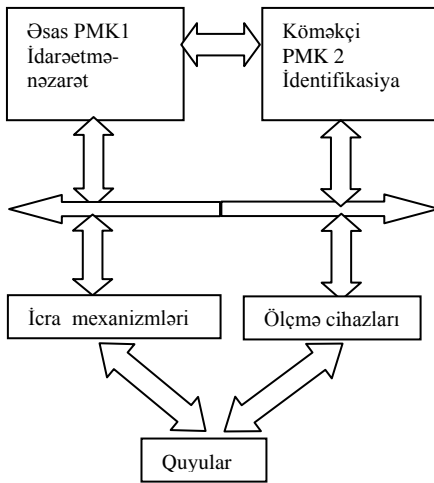 Əsas PMK1
İdarəetmə-
nəzarət
Köməkçi
PMK 2
İdentifikasiya
İcra mexanizmləri
Ölçmə cihazları
Quyular